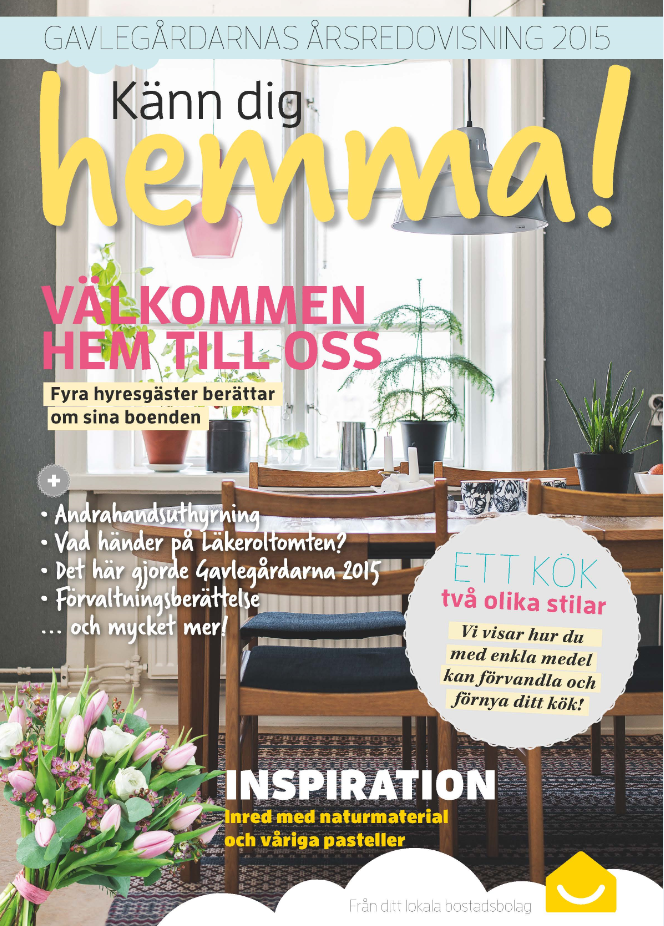 GAVLEGÅRDARNAS ÅRSREDOVISNING 2015
Känn dig
hemma!
VÄLKOMMEN
HEM TILL OSS
Fyra hyresgäster berättar
om sina boenden
+
• Andrahandsuthyrning
• Vad händer på Läkeroltomten?
• Det här gjorde Gavlegårdarna 2015
• Förvaltningsberättelse
... och mycket mer!
ETT KÖK
två olika stilar
Vi visar hur du
med enkla medel
kan förvandla och
förnya ditt kök!
INSPIRATION
Inred med naturmaterial
och våriga pasteller
Från ditt lokala bostadsbolag